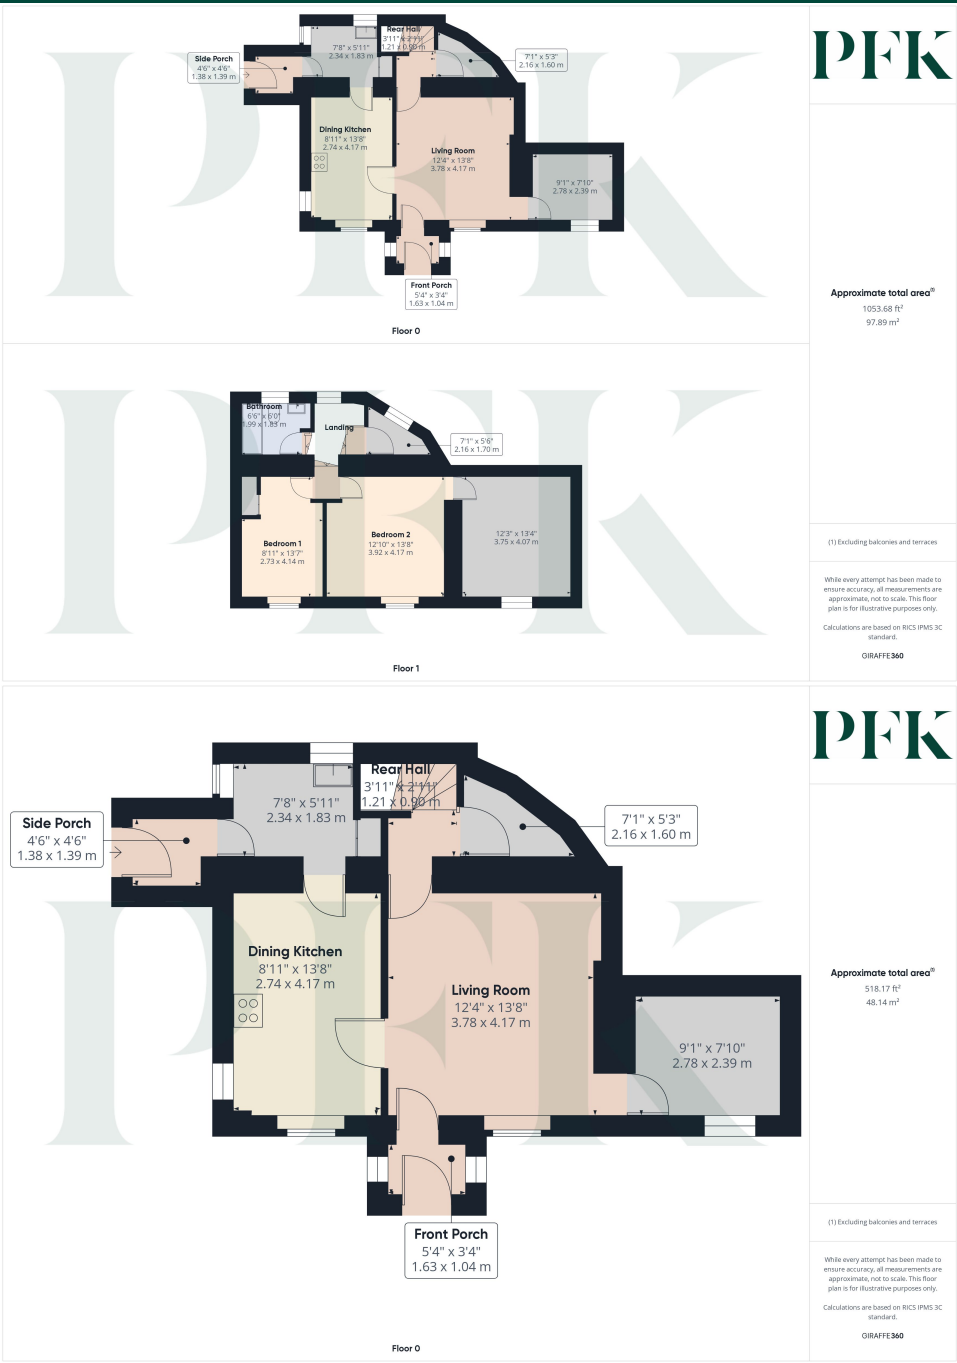 PFK
Rear Hall
3'11" x 2'11"
1.21 x 0.90 m
7'8" x 5'11"
2.34 x 1.83 m
Side Porch
4'6" x 4'6"
1.38 x 1.39 m
7'1" x 5'3"
2.16 x 1.60 m
Dining Kitchen
8'11" x 13'8"
2.74 x 4.17 m
Living Room
12'4" x 13'8"
3.78 x 4.17 m
9'1" x 7'10"
2.78 x 2.39 m
Front Porch
5'4" x 3'4"
1.63 x 1.04 m
Floor 0
PFK
Approximate total area(1)
1053.68 ft²
97.89 m²
PFK
Bathroom
6'6" x 6'0"
1.99 x 1.83 m
Landing
7'1" x 5'6"
2.16 x 1.70 m
Bedroom 1
8'11" x 13'7"
2.73 x 4.14 m
Bedroom 2
12'10" x 13'8"
3.92 x 4.17 m
12'3" x 13'4"
3.75 x 4.07 m
Floor 1
(1) Excluding balconies and terraces
While every attempt has been made to
ensure accuracy, all measurements are
approximate, not to scale. This floor
plan is for illustrative purposes only.
Calculations are based on RICS IPMS 3C
standard.
GIRAFFE360
PFK
Rear Hall
3'11" x 2'11"
1.21 x 0.90 m
7'8" x 5'11"
2.34 x 1.83 m
Side Porch
4'6" x 4'6"
1.38 x 1.39 m
7'1" x 5'3"
2.16 x 1.60 m
Dining Kitchen
8'11" x 13'8"
2.74 x 4.17 m
Living Room
12'4" x 13'8"
3.78 x 4.17 m
9'1" x 7'10"
2.78 x 2.39 m
Front Porch
5'4" x 3'4"
1.63 x 1.04 m
Floor 0
PFK
Approximate total area(1)
518.17 ft²
48.14 m²
(1) Excluding balconies and terraces
While every attempt has been made to
ensure accuracy, all measurements are
approximate, not to scale. This floor
plan is for illustrative purposes only.
Calculations are based on RICS IPMS 3C
standard.
GIRAFFE360